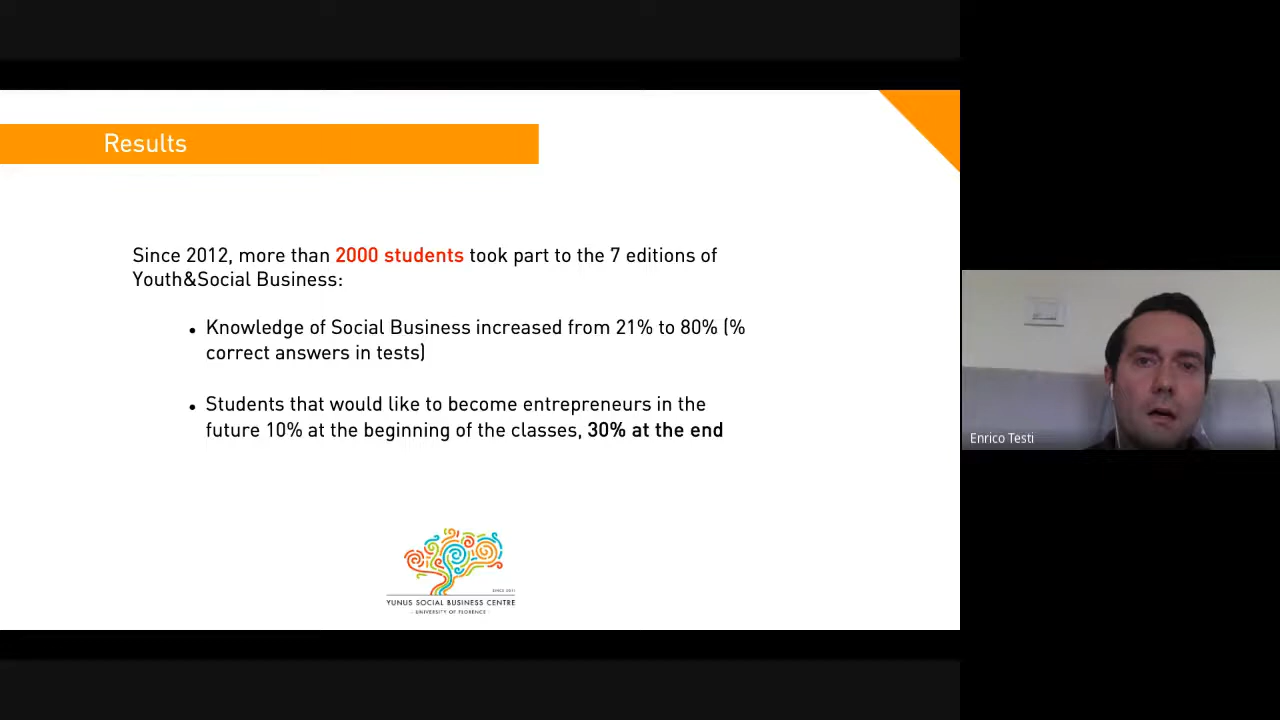 Results
Since 2012, more than 2000 students took part to the 7 editions of
Youth&Social Business:
• Knowledge of Social Business increased from 21% to 80% (%
correct answers in tests)
• Students that would like to become entrepreneurs in the
future 10% at the beginning of the classes, 30% at the end
SINCE 2011
YUNUS SOCIAL BUSINESS CENTRE
- UNIVERSITY OF FLORENCE -
Enrico Testi